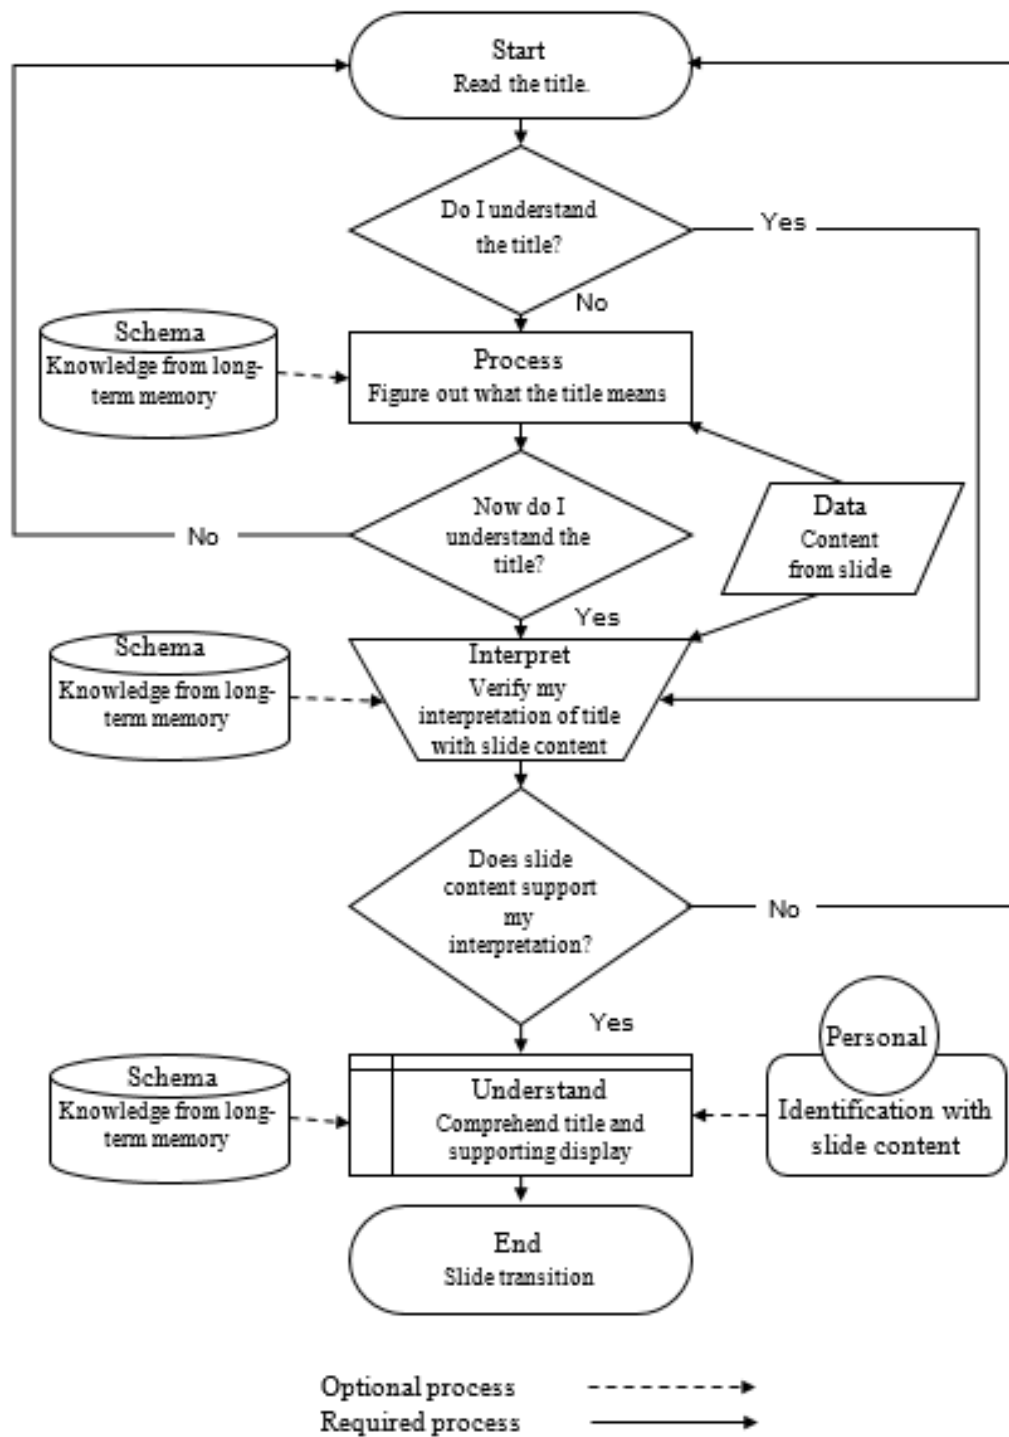 Start
Read the title.
Do I understand
the title?
Yes
No
Schema
Knowledge from long-
term memory
Process
Figure out what the title means
Now do I
understand the
title?
No
Data
Content
from slide
Yes
Schema
Knowledge from long-
term memory
Interpret
Verify my
interpretation of title
with slide content
Does slide
content support
my
interpretation?
No
Yes
Schema
Knowledge from long-
term memory
Understand
Comprehend title and
supporting display
Personal
Identification with
slide content
End
Slide transition
Optional process
Required process